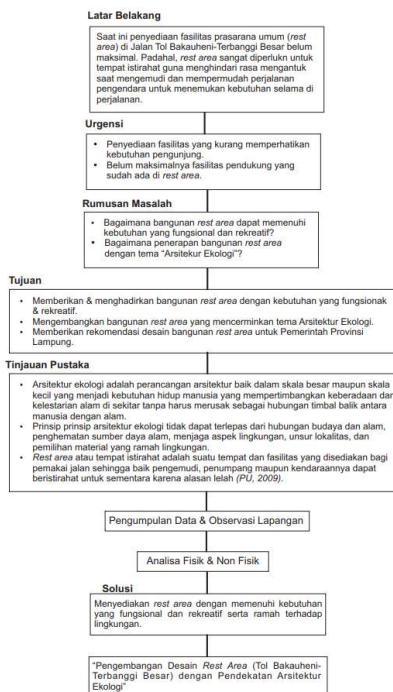 Latar Belakang
Saat ini penyediaan fasilitas prasarana umum (rest
area) di Jalan Tol Bakauheni-Terbanggi Besar belum
maksimal. Padahal, rest area sangat diperlukn untuk
tempat istirahat guna menghindari rasa mengantuk
saat mengemudi dan mempermudah perjalanan
pengendara untuk menemukan kebutuhan selama di
perjalanan.
Urgensi
• Penyediaan fasilitas yang kurang memperhatikan
kebutuhan pengunjung.
• Belum maksimalnya fasilitas pendukung yang
sudah ada di rest area.
Rumusan Masalah
• Bagaimana bangunan rest area dapat memenuhi
kebutuhan yang fungsional dan rekreatif?
• Bagaimana penerapan bangunan rest area
dengan tema “Arsitekur Ekologi”?
Tujuan
• Memberikan & menghadirkan bangunan rest area dengan kebutuhan yang fungsionak
& rekreatif.
• Mengembangkan bangunan rest area yang mencerminkan tema Arsitektur Ekologi.
• Memberikan rekomendasi desain bangunan rest area untuk Pemerintah Provinsi
Lampung.
Tinjauan Pustaka
• Arsitektur ekologi adalah perancangan arsitektur baik dalam skala besar maupun skala
kecil yang menjadi kebutuhan hidup manusia yang mempertimbangkan keberadaan dan
kelestarian alam di sekitar tanpa harus merusak sebagai hubungan timbal balik antara
manusia dengan alam.
• Prinsip prinsip arsitektur ekologi tidak dapat terlepas dari hubungan budaya dan alam,
penghematan sumber daya alam, menjaga aspek lingkungan, unsur lokalitas, dan
pemilihan material yang ramah lingkungan.
• Rest area atau tempat istirahat adalah suatu tempat dan fasilitas yang disediakan bagi
pemakai jalan sehingga baik pengemudi, penumpang maupun kendaraannya dapat
beristirahat untuk sementara karena alasan lelah (PU, 2009).
Pengumpulan Data & Observasi Lapangan
Analisa Fisik & Non Fisik
Solusi
Menyediakan rest area dengan memenuhi kebutuhan
yang fungsional dan rekreatif serta ramah terhadap
lingkungan.
“Pengembangan Desain Rest Area (Tol Bakauheni-
Terbanggi Besar) dengan Pendekatan Arsitektur
Ekologi”